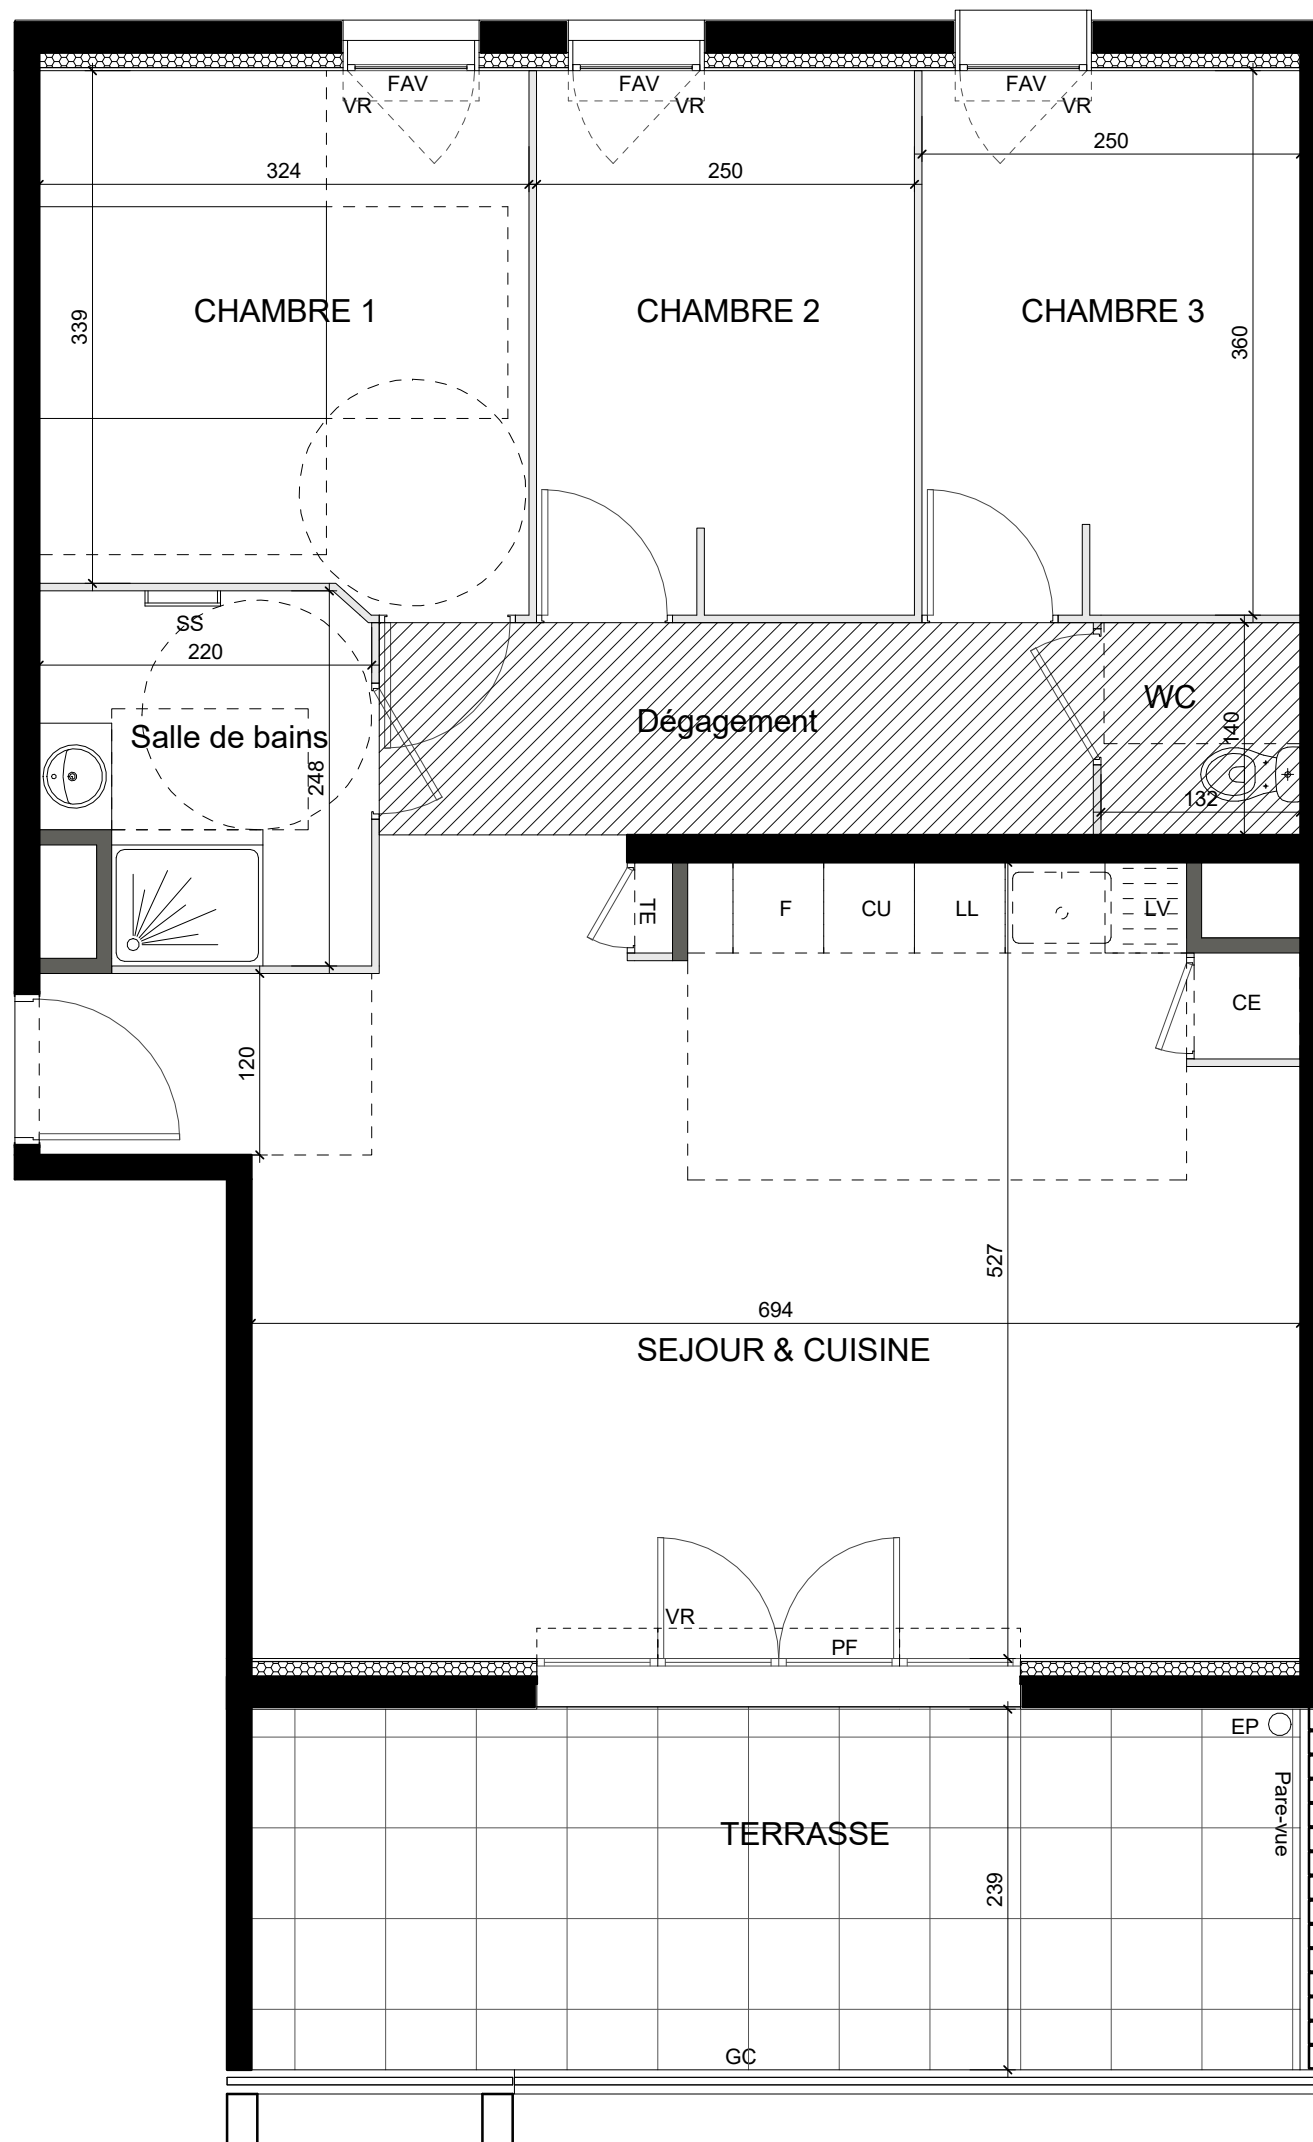 FAV
FAV
FAV
VR
VR
VR
250
324
250
CHAMBRE 1
CHAMBRE 2
CHAMBRE 3
339
360
SS
220
WC
Dégagement
140
Salle de bains
248
132
TE
F
CU
LL
LV
CE
120
527
694
SEJOUR & CUISINE
VR
PF
EP
Pare-vue
TERRASSE
239
GC